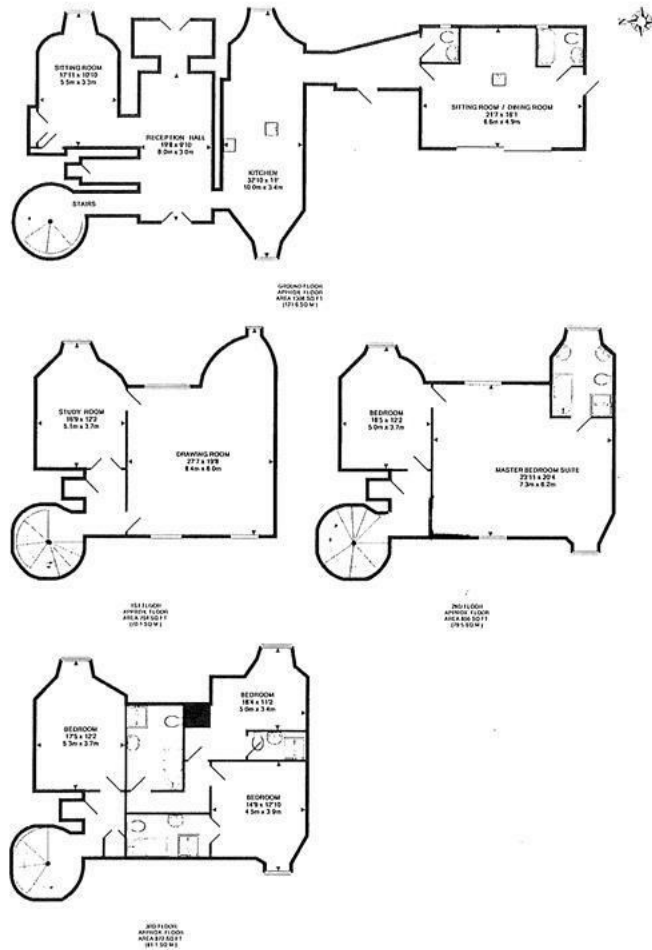 N
SITTING ROOM
17'11 x 10'10
5.5m x 3.3m
RECEPTION HALL
19'8 x 9'10
6.0m x 3.0m
KITCHEN
32'10 x 11'
10.0m x 3.4m
SITTING ROOM / DINING ROOM
21'7 x 16'1
6.6m x 4.9m
STAIRS
GROUND FLOOR
APPROX. FLOOR
STUDY ROOM
16'9 x 12'2
5.1m x 3.7m
DRAWING ROOM
27'7 x 19'8
8.4m x 6.0m
1ST FLOOR
APPROX. FLOOR
BEDROOM
16'5 x 12'2
5.0m x 3.7m
MASTER BEDROOM SUITE
23'11 x 20'4
7.3m x 6.2m
2ND FLOOR
APPROX. FLOOR
BEDROOM
17'5 x 12'2
5.3m x 3.7m
BEDROOM
16'4 x 11'2
5.0m x 3.4m
BEDROOM
14'9 x 12'10
4.5m x 3.9m
3RD FLOOR
APPROX. FLOOR